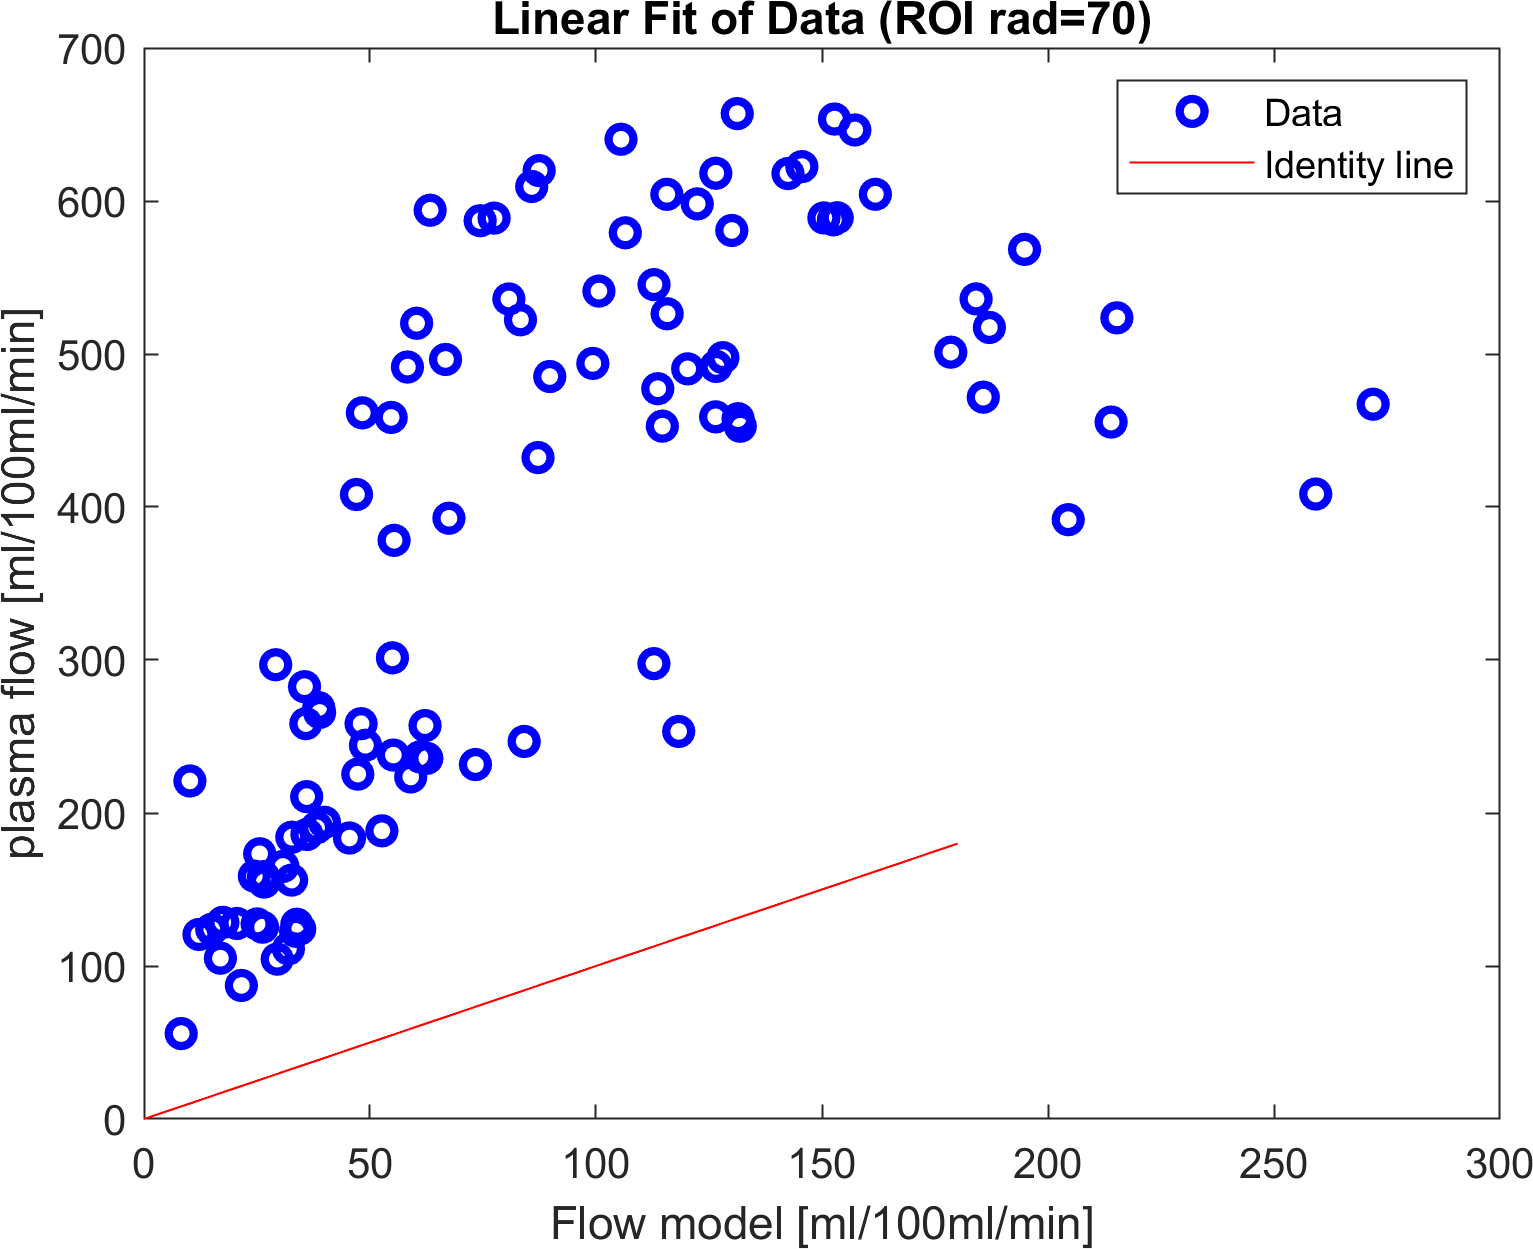 Linear Fit of Data (ROI rad=70)
700
600
500
400
300
200
100
0
plasma flow [ml/100ml/min]
Data
Identity line
0 50 100 150 200 250 300
Flow model [ml/100ml/min]